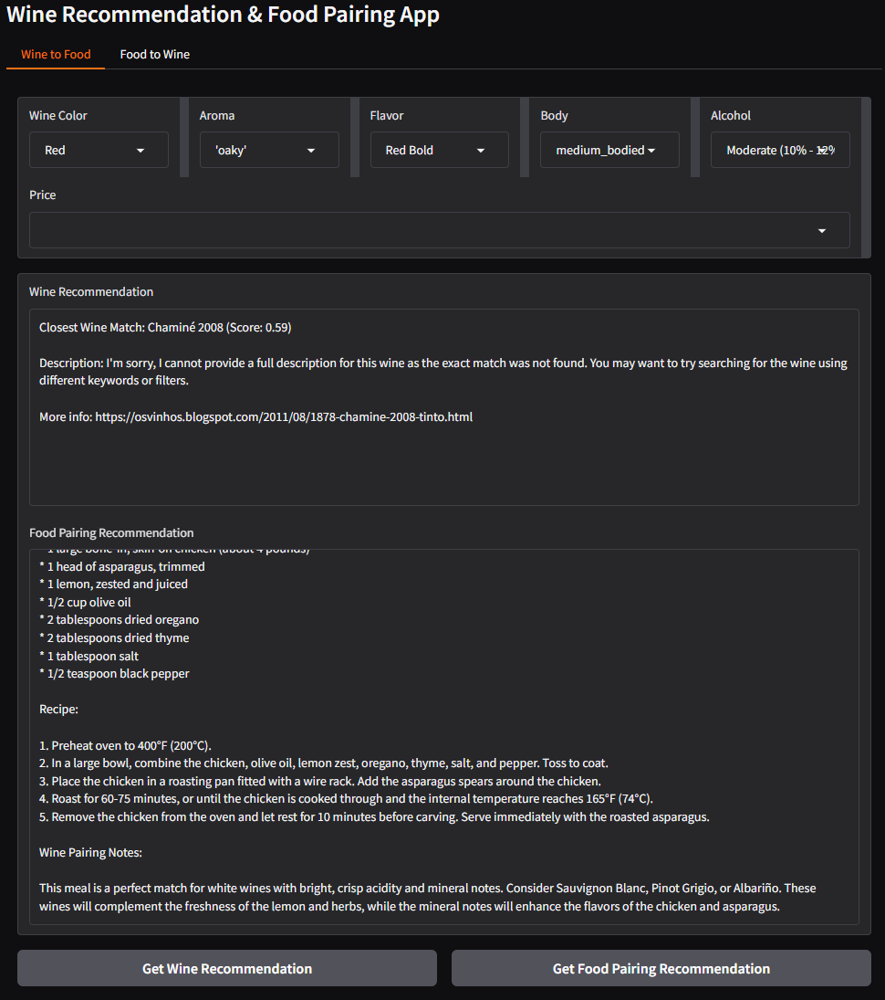 Wine Recommendation & Food Pairing App
Wine to Food
Food to Wine
Wine Color
Aroma
Flavor
Body
Alcohol
Red
'oaky'
Red Bold
medium_bodied
Moderate (10% - 12%
Price
Wine Recommendation
Closest Wine Match: Chaminé 2008 (Score: 0.59)
Description: I'm sorry, I cannot provide a full description for this wine as the exact match was not found. You may want to try searching for the wine using
different keywords or filters.
More info: https://osvinhos.blogspot.com/2011/08/1878-chamine-2008-tinto.html
Food Pairing Recommendation
* 1 large bone-in, skin-on chicken (about 4 pounds)
* 1 head of asparagus, trimmed
* 1 lemon, zested and juiced
* 1/2 cup olive oil
* 2 tablespoons dried oregano
* 2 tablespoons dried thyme
* 1 tablespoon salt
* 1/2 teaspoon black pepper
Recipe:
1. Preheat oven to 400°F (200°C).
2. In a large bowl, combine the chicken, olive oil, lemon zest, oregano, thyme, salt, and pepper. Toss to coat.
3. Place the chicken in a roasting pan fitted with a wire rack. Add the asparagus spears around the chicken.
4. Roast for 60-75 minutes, or until the chicken is cooked through and the internal temperature reaches 165°F (74°C).
5. Remove the chicken from the oven and let rest for 10 minutes before carving. Serve immediately with the roasted asparagus.
Wine Pairing Notes:
This meal is a perfect match for white wines with bright, crisp acidity and mineral notes. Consider Sauvignon Blanc, Pinot Grigio, or Albariño. These
wines will complement the freshness of the lemon and herbs, while the mineral notes will enhance the flavors of the chicken and asparagus.
Get Wine Recommendation
Get Food Pairing Recommendation